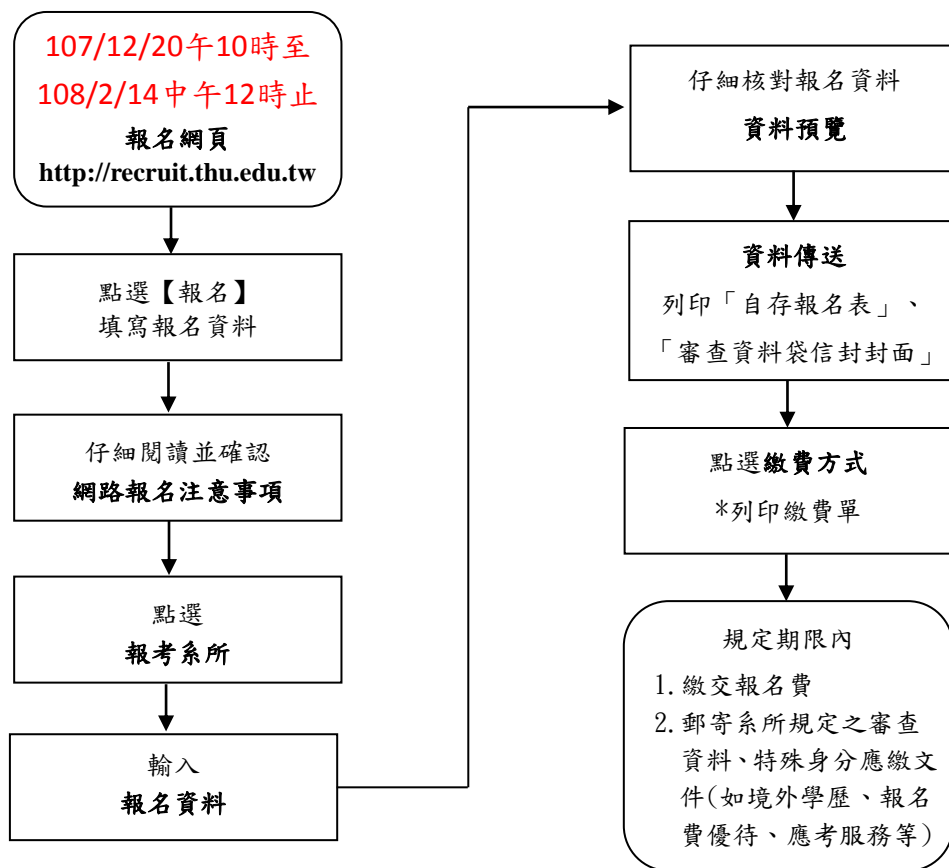 107/12/20午10時至
108/2/14中午12時止
報名網頁
http://recruit.thu.edu.tw
點選【報名】
填寫報名資料
仔細閱讀並確認
網路報名注意事項
點選
報考系所
輸入
報名資料
仔細核對報名資料
資料預覽
資料傳送
列印「自存報名表」、
「審查資料袋信封封面」
點選繳費方式
*列印繳費單
規定期限內
1.繳交報名費
2.郵寄系所規定之審查
資料、特殊身分應繳文
件(如境外學歷、報名
費優待、應考服務等)